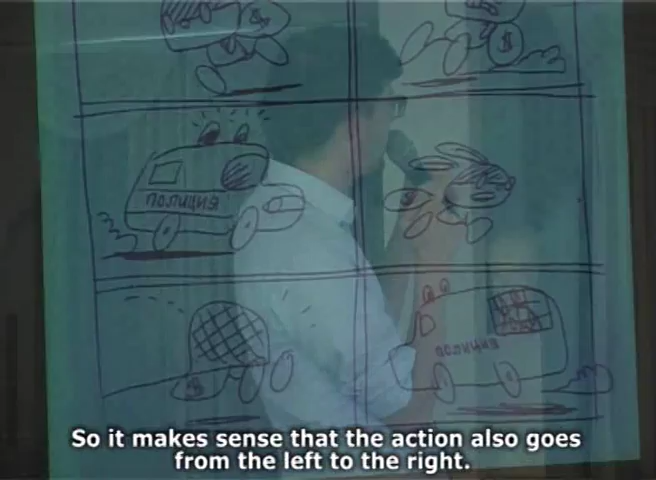 $
$
полиция
$
полиция
So it makes sense that the action also goes
from the left to the right.